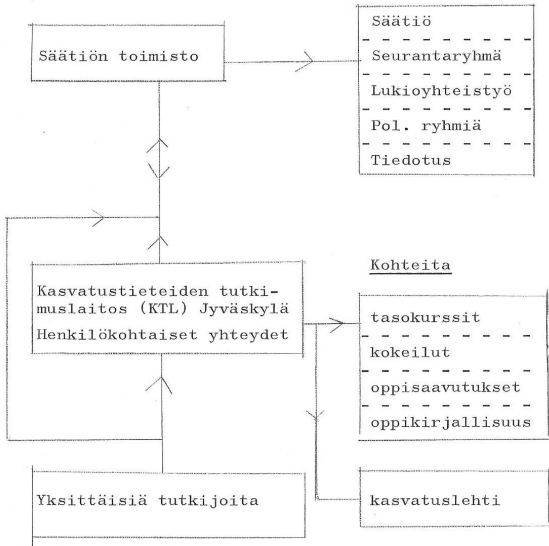 Säätiön toimisto
Säätiö
Seurantaryhmä
Lukioyhteistyö
Pol. ryhmiä
Tiedotus
Kasvatustieteiden tutki-
muslaitos (KTL) Jyväskylä
Henkilökohtaiset yhteydet
Kohteita
tasokurssit
kokeilut
oppisaavutukset
oppikirjallisuus
Yksittäisiä tutkijoita
kasvatuslehti